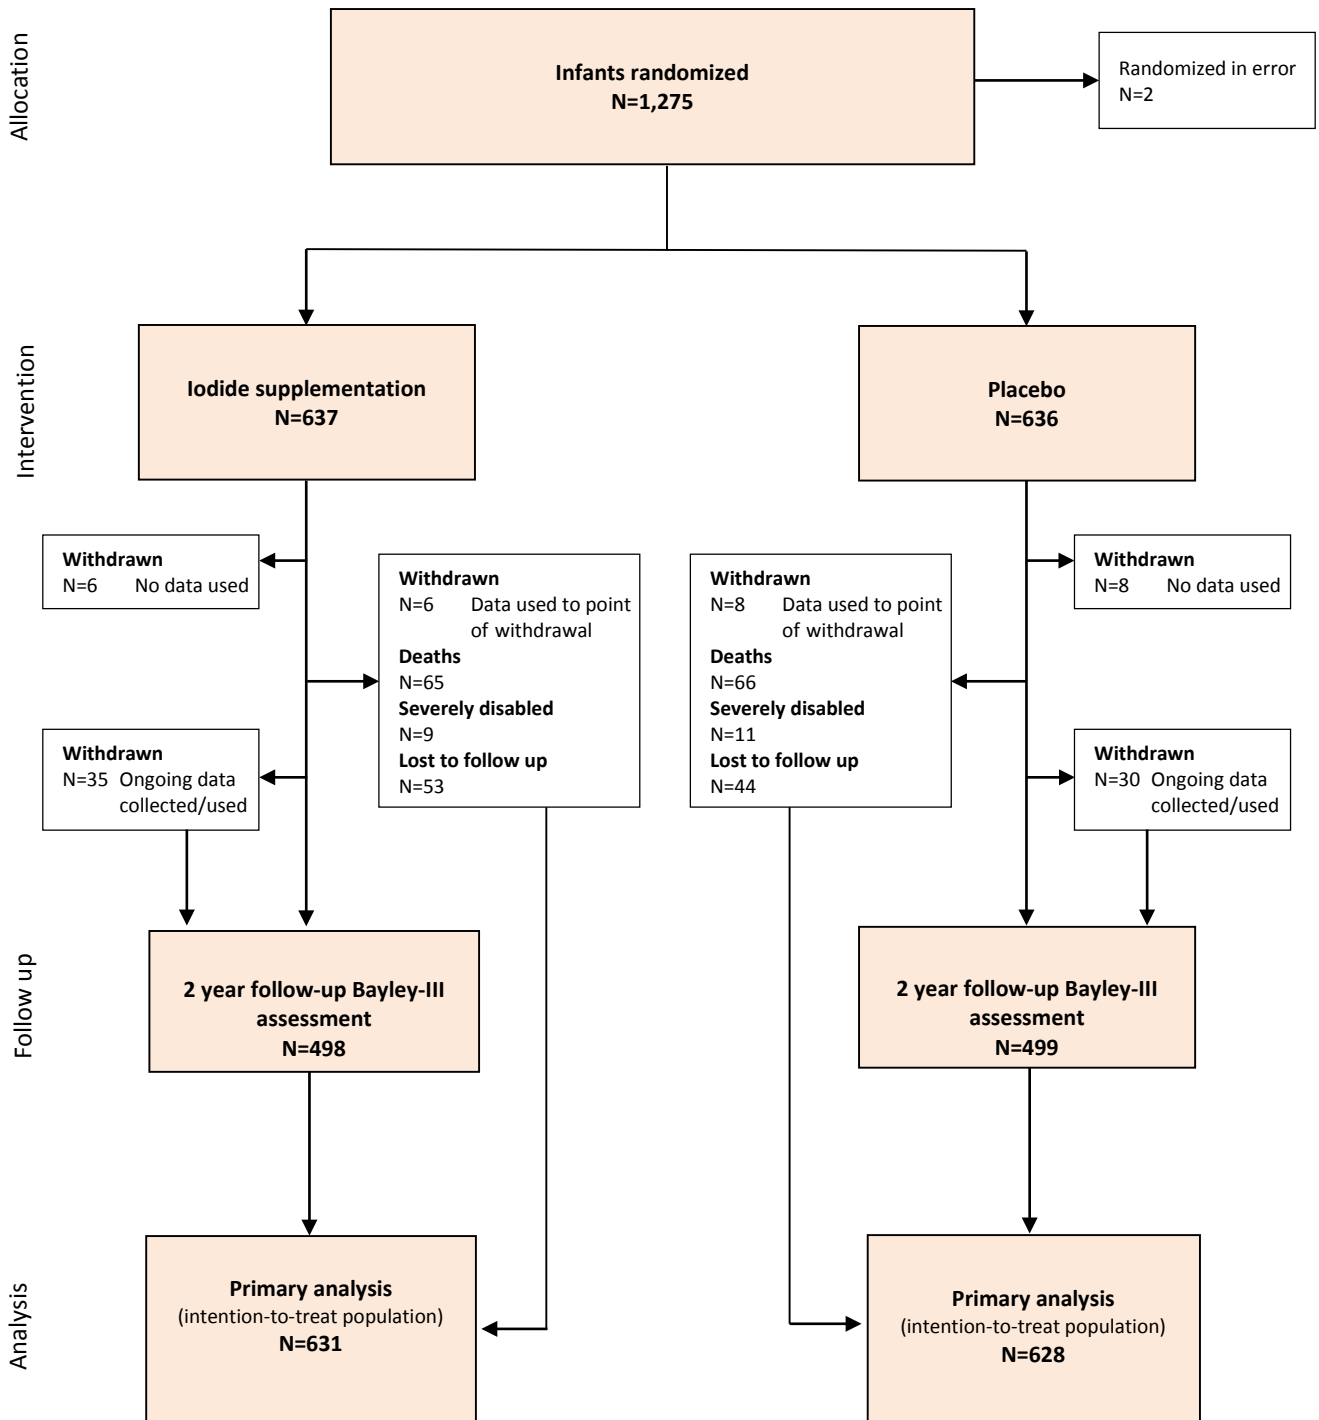 Allocation
Infants randomized
N=1,275
Randomized in error
N=2
Intervention
Iodide supplementation
N=637
Placebo
N=636
Withdrawn
N=6 No data used
Withdrawn
N=6 Data used to point
of withdrawal
Deaths
N=65
Severely disabled
N=9
Lost to follow up
N=53
Withdrawn
N=8 Data used to point
of withdrawal
Deaths
N=66
Severely disabled
N=11
Lost to follow up
N=44
Withdrawn
N=8 No data used
Withdrawn
N=35 Ongoing data
collected/used
Withdrawn
N=30 Ongoing data
collected/used
Follow up
2 year follow-up Bayley-III
assessment
N=498
2 year follow-up Bayley-III
assessment
N=499
Analysis
Primary analysis
(intention-to-treat population)
N=631
Primary analysis
(intention-to-treat population)
N=628